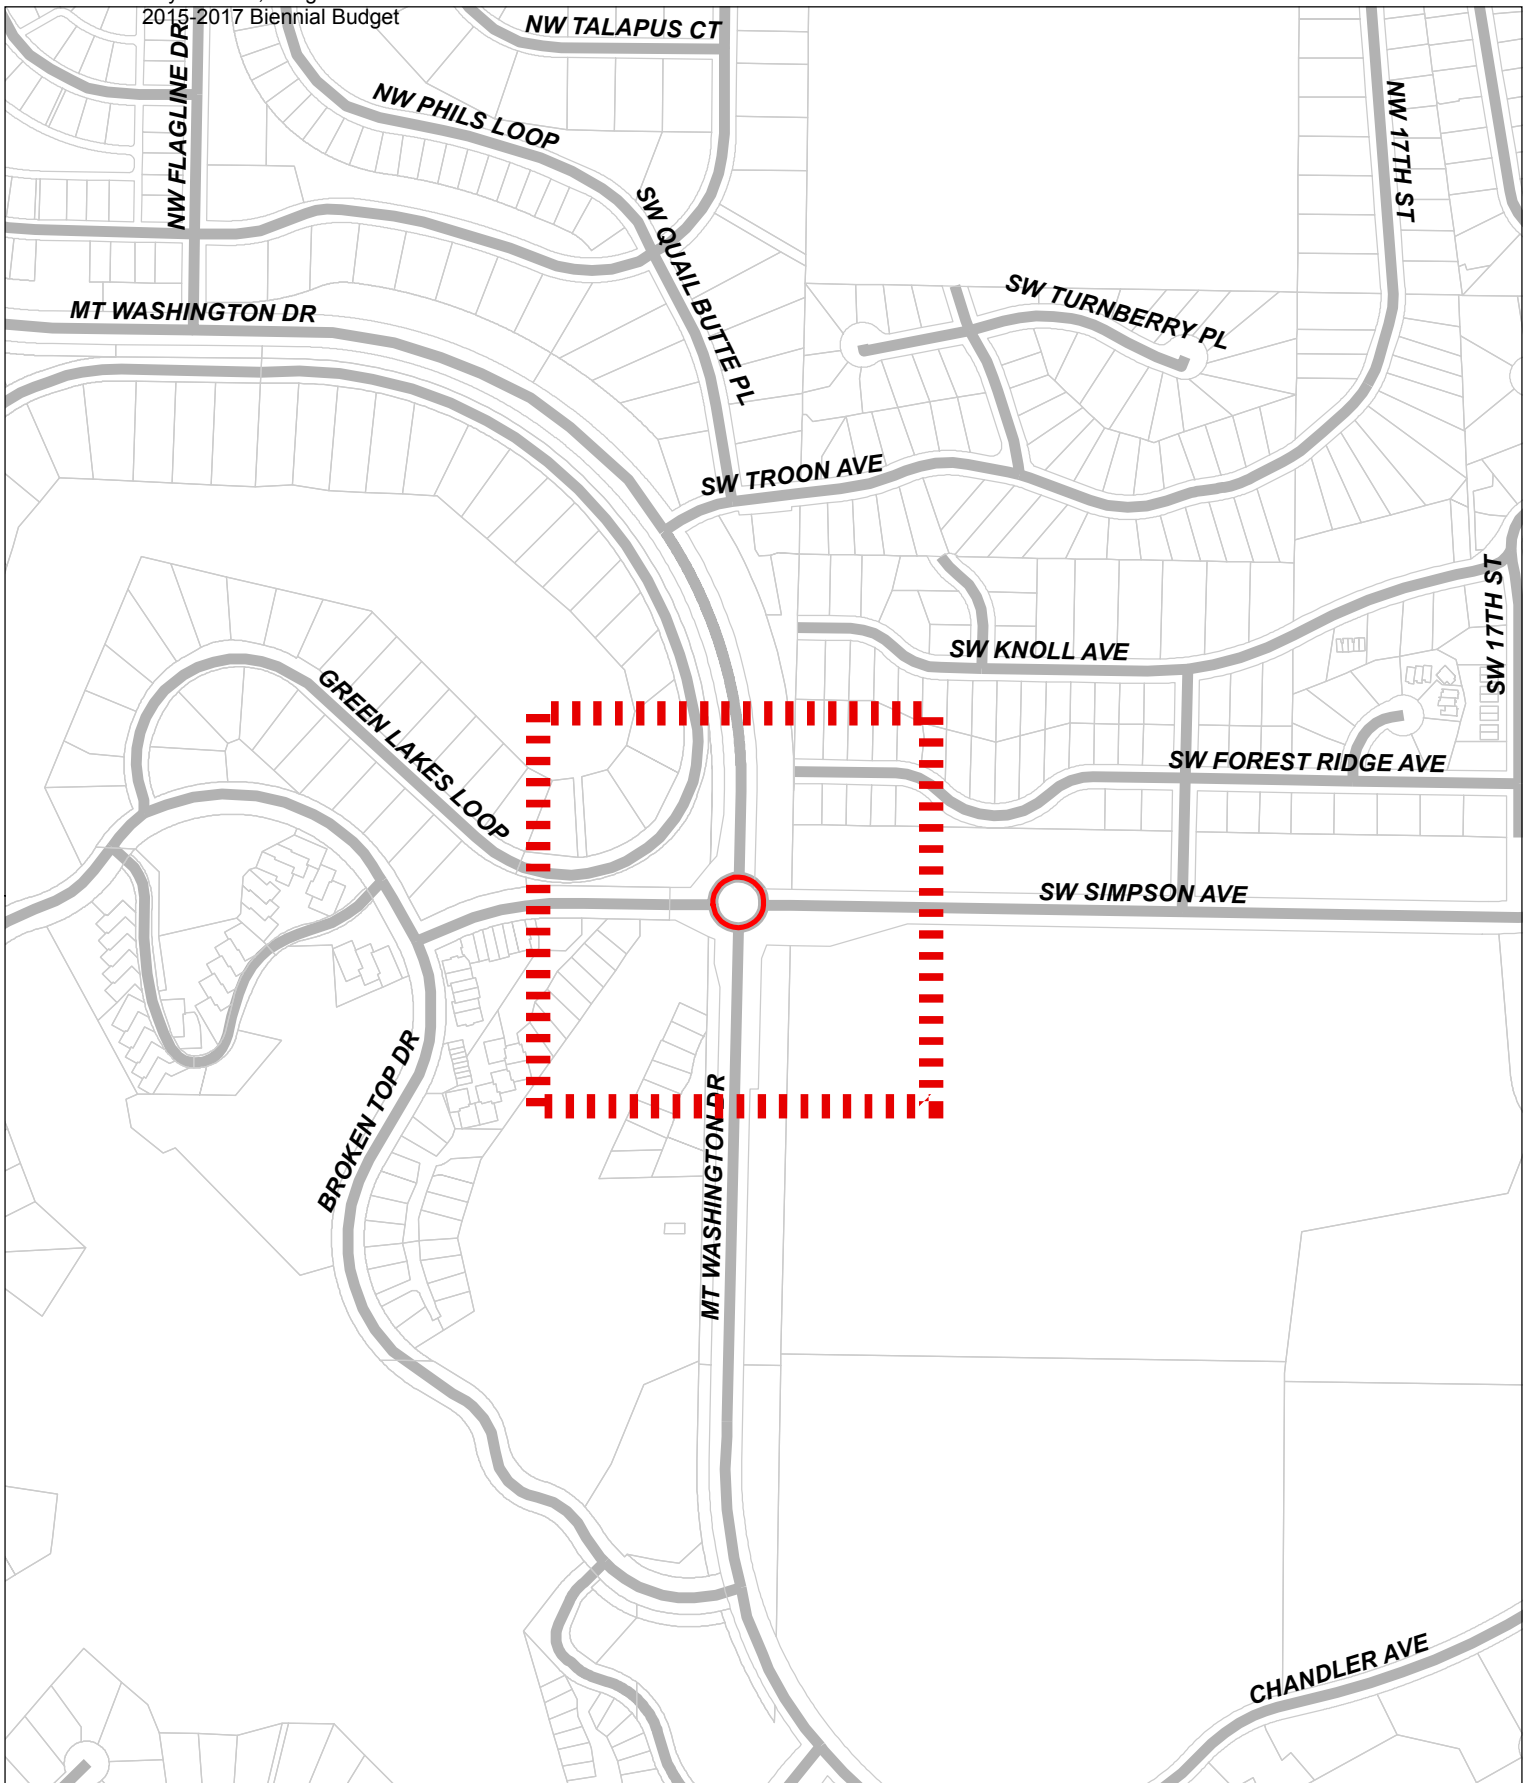 2015-2017 Biennial Budget
NW TALAPUS CT
NW FLAGLINE DR
NW PHILS LOOP
NW 17TH ST
SW QUAIL BUTTE PL
SW TURNBERRY PL
MT WASHINGTON DR
SW TROON AVE
SW 17TH ST
SW KNOLL AVE
GREEN LAKES LOOP
SW FOREST RIDGE AVE
SW SIMPSON AVE
BROKEN TOP DR
MT WASHINGTON DR
CHANDLER AVE